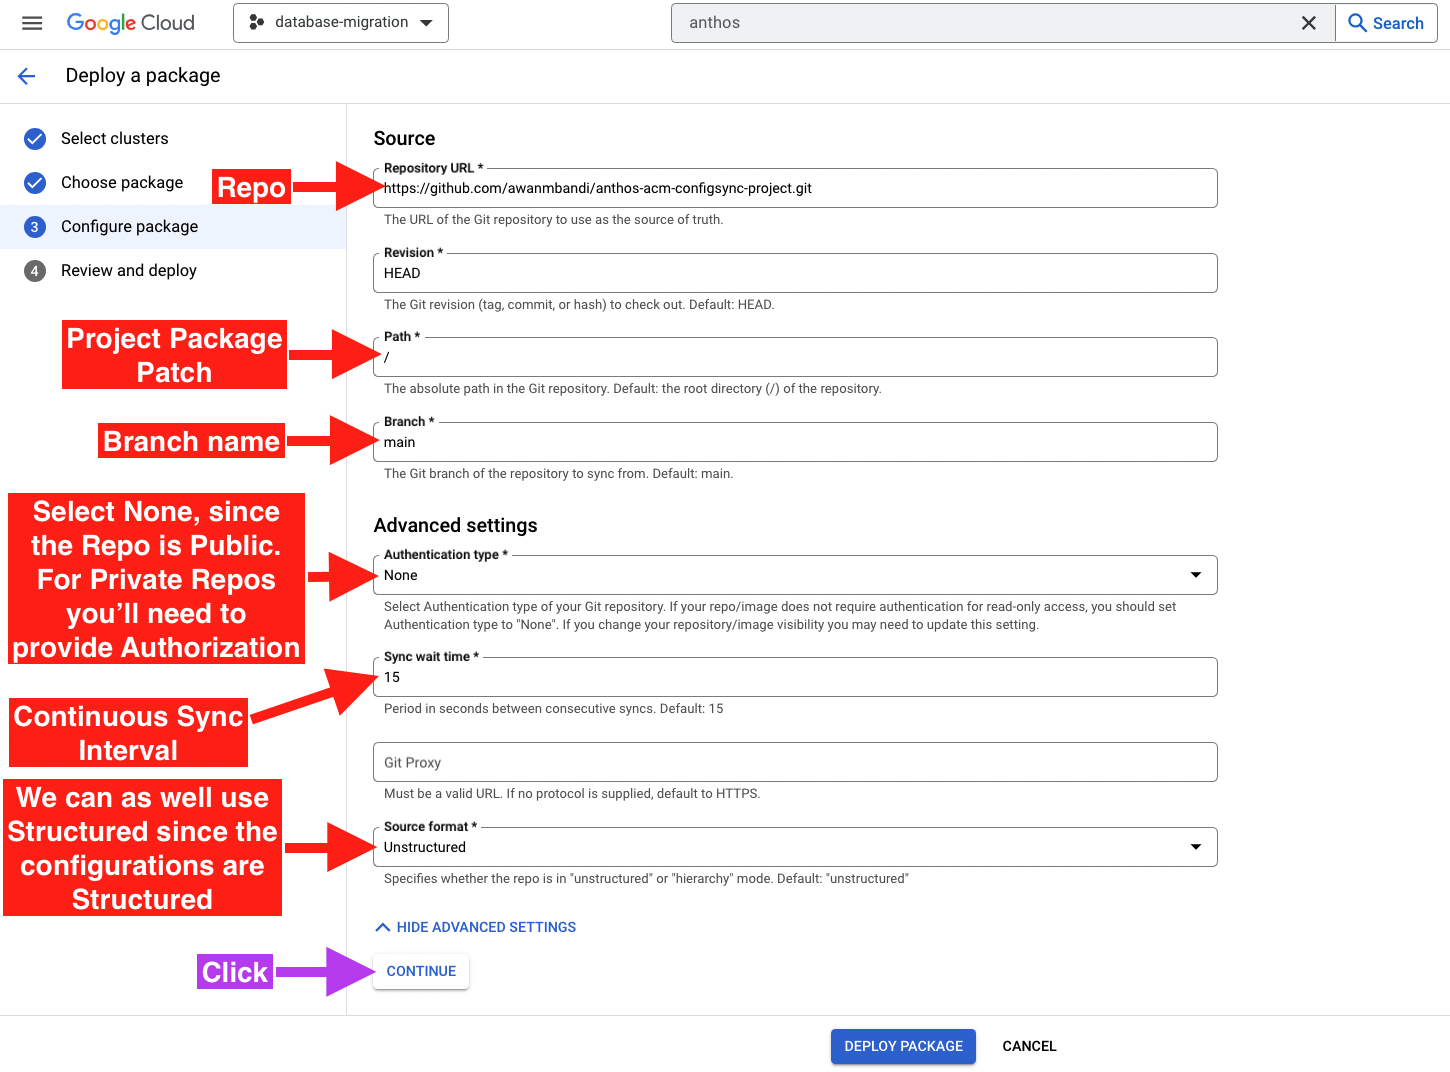 Google Cloud
database-migration
anthos
Search
Deploy a package
Select clusters
Choose package
3 Configure package
4 Review and deploy
Source
Repo
Repository URL *
https://github.com/awanmbandi/anthos-acm-configsync-project.git
The URL of the Git repository to use as the source of truth.
Revision *
HEAD
The Git revision (tag, commit, or hash) to check out. Default: HEAD.
Project Package
Patch
Path *
/
The absolute path in the Git repository. Default: the root directory (/) of the repository.
Branch name
Branch *
main
The Git branch of the repository to sync from. Default: main.
Select None, since
the Repo is Public.
For Private Repos
you'll need to
provide Authorization
Advanced settings
Authentication type *
None
Select Authentication type of your Git repository. If your repo/image does not require authentication for read-only access, you should set
Authentication type to "None". If you change your repository/image visibility you may need to update this setting.
Continuous Sync
Interval
Sync wait time *
15
Period in seconds between consecutive syncs. Default: 15
Git Proxy
Must be a valid URL. If no protocol is supplied, default to HTTPS.
We can as well use
Structured since the
configurations are
Structured
Source format *
Unstructured
Specifies whether the repo is in "unstructured" or "hierarchy" mode. Default: "unstructured"
HIDE ADVANCED SETTINGS
Click
CONTINUE
DEPLOY PACKAGE
CANCEL